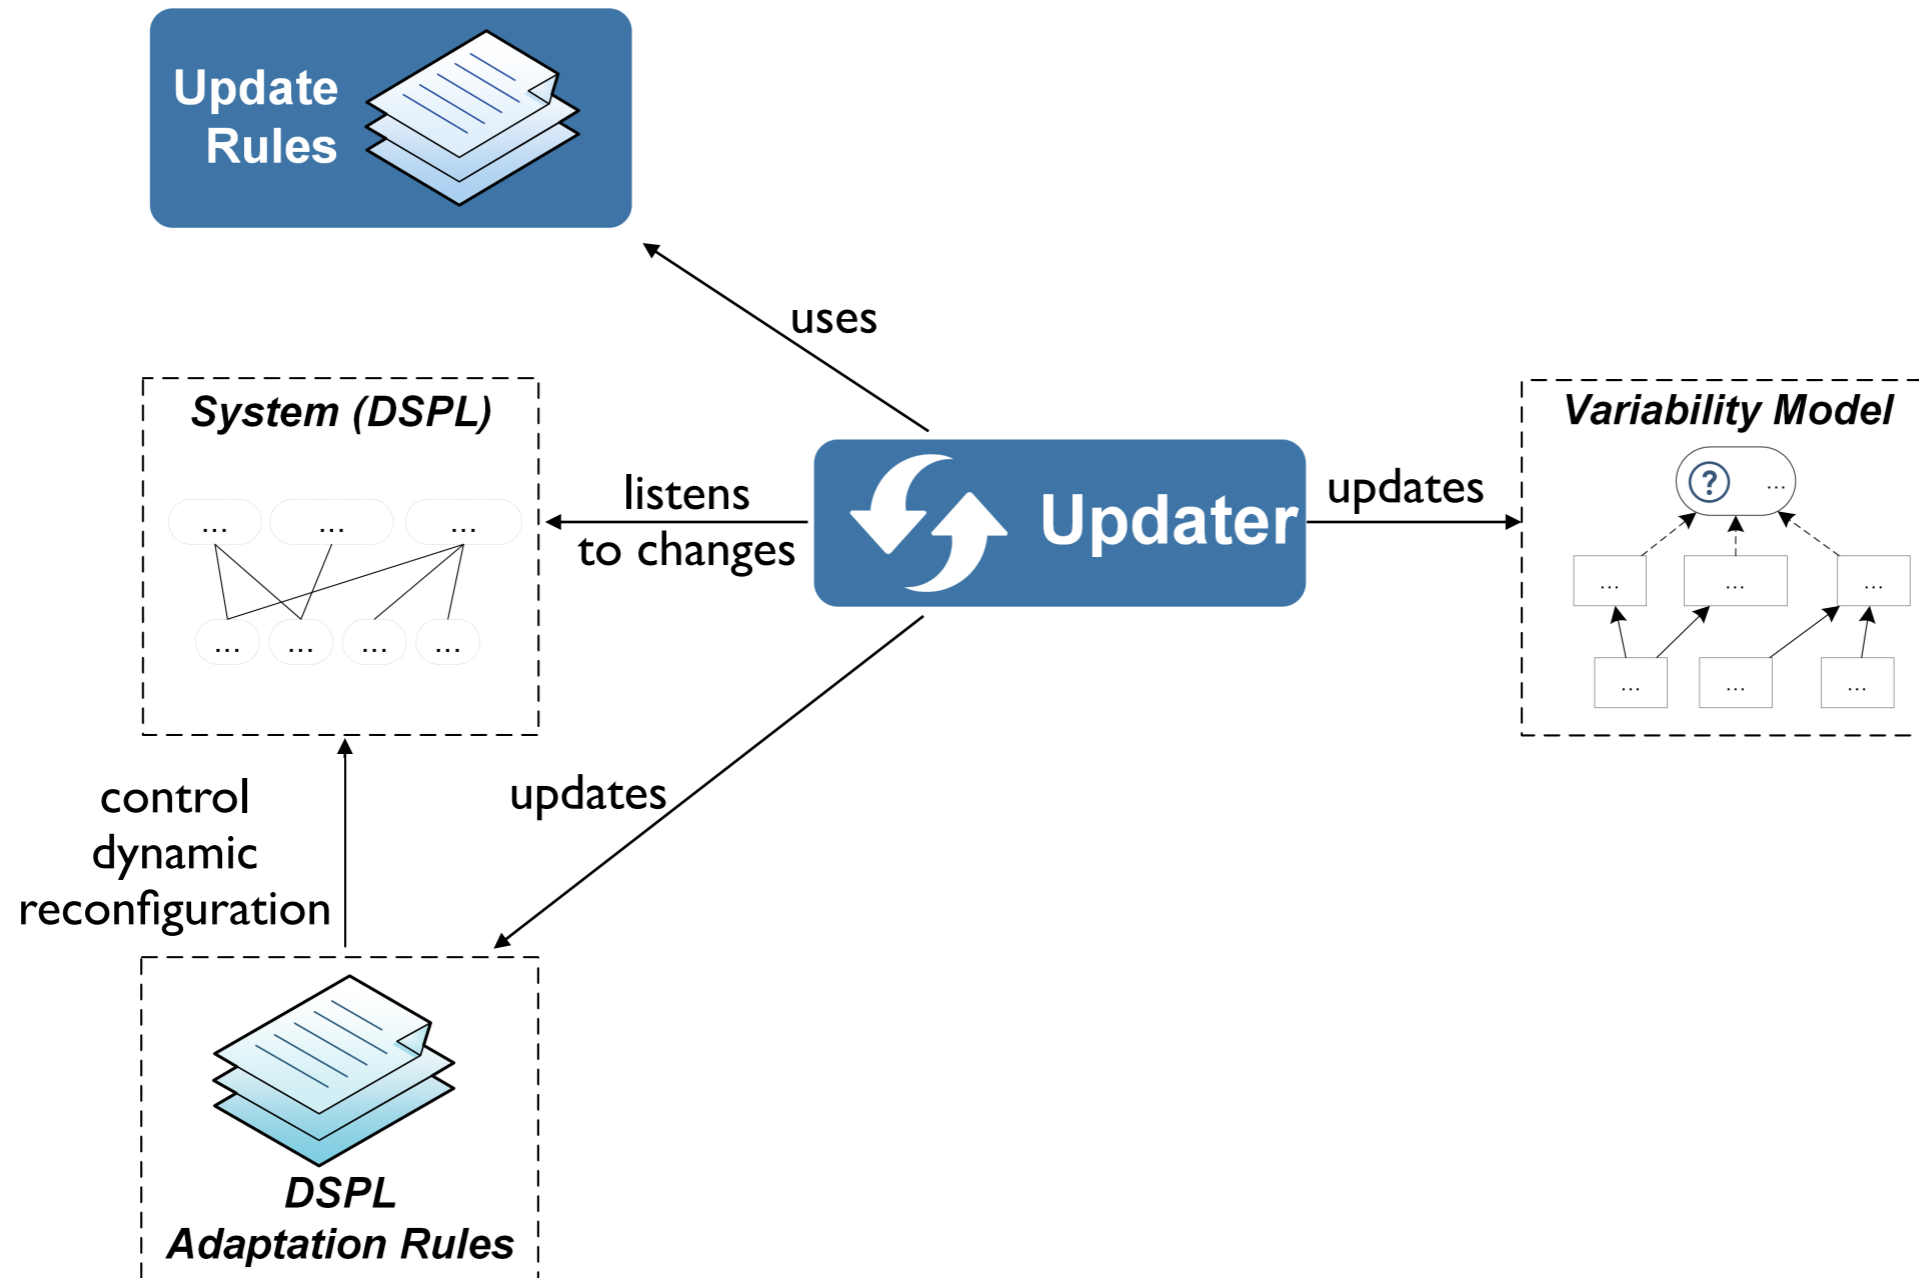 Update
Rules
uses
System (DSPL)
... ... ...
... ... ... ...
listens
to changes
Updater
updates
Variability Model
? ...
... ... ...
... ... ...
control
dynamic
reconfiguration
updates
DSPL
Adaptation Rules